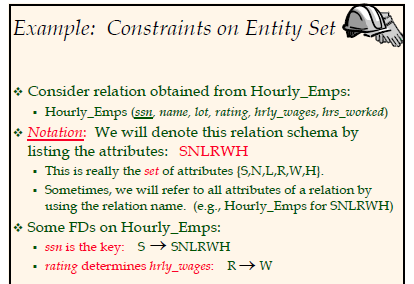 Example: Constraints on Entity Set
❖ Consider relation obtained from Hourly_Emps:
▪ Hourly_Emps (ssn, name, lot, rating, hrly_wages, hrs_worked)
❖ Notation: We will denote this relation schema by
listing the attributes: SNLRWH
▪ This is really the set of attributes {S,N,L,R,W,H}.
▪ Sometimes, we will refer to all attributes of a relation by
using the relation name. (e.g., Hourly_Emps for SNLRWH)
❖ Some FDs on Hourly_Emps:
▪ ssn is the key: S → SNLRWH
▪ rating determines hrly_wages: R → W